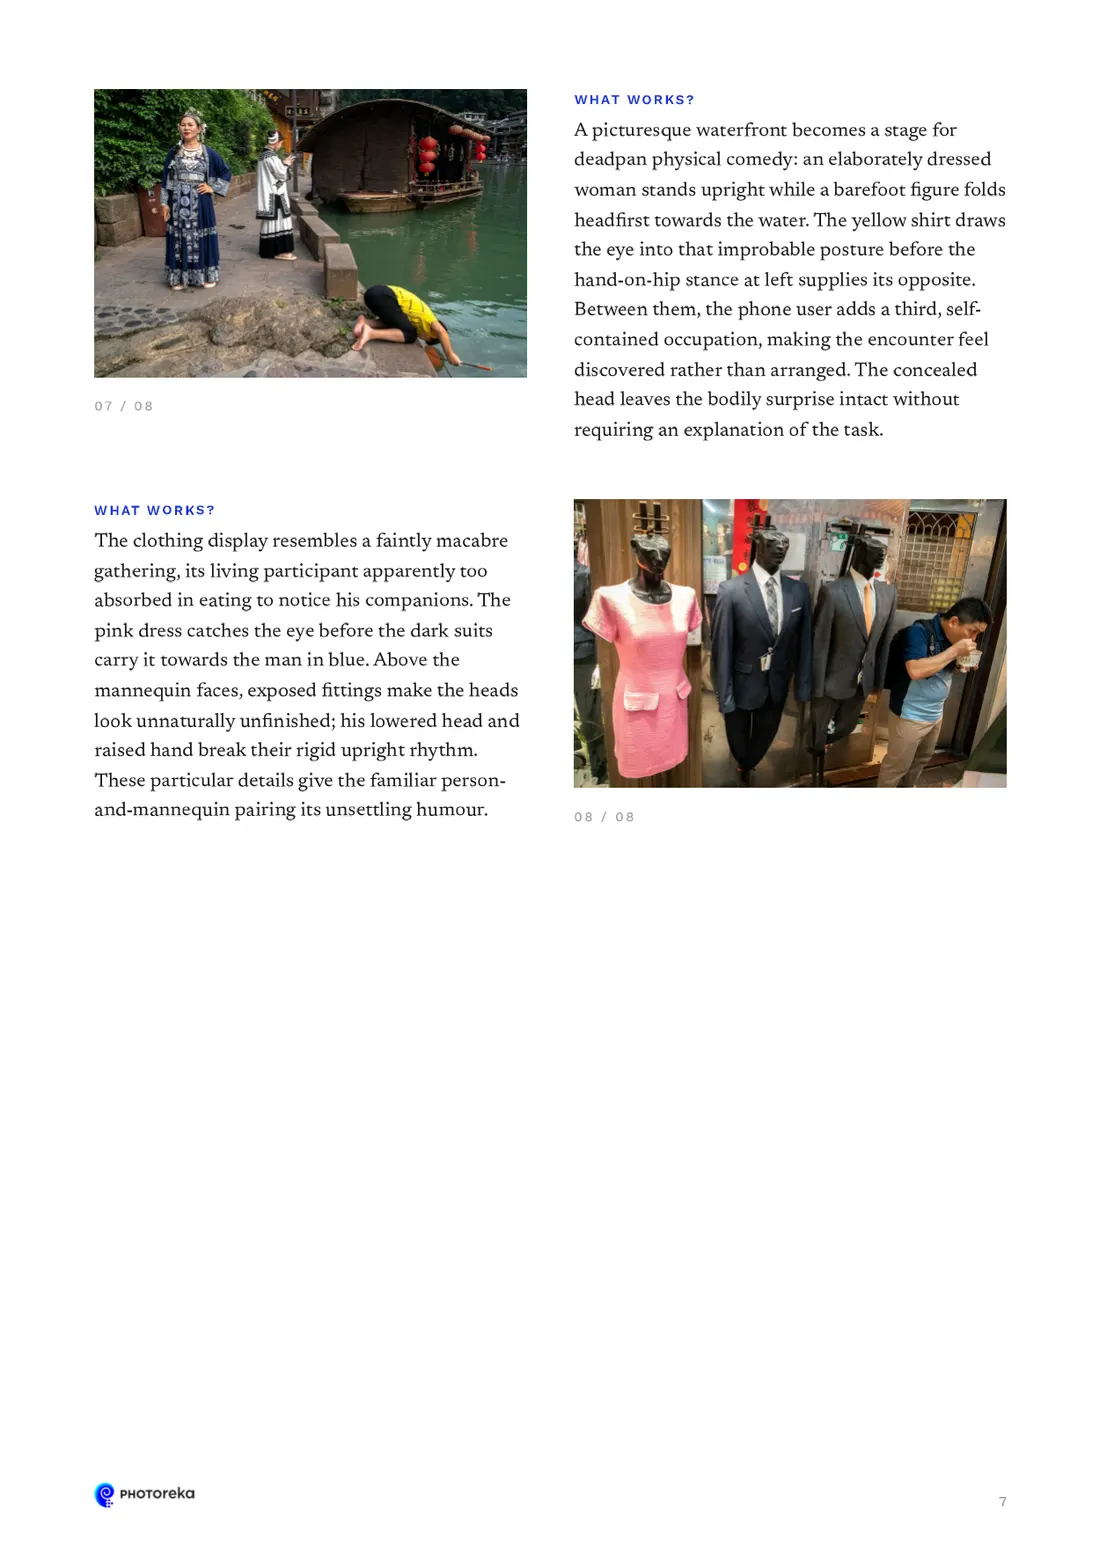 WHAT WORKS?
A picturesque waterfront becomes a stage for
deadpan physical comedy: an elaborately dressed
woman stands upright while a barefoot figure folds
headfirst towards the water. The yellow shirt draws
the eye into that improbable posture before the
hand-on-hip stance at left supplies its opposite.
Between them, the phone user adds a third, self-
contained occupation, making the encounter feel
discovered rather than arranged. The concealed
head leaves the bodily surprise intact without
requiring an explanation of the task.
07 / 08
WHAT WORKS?
The clothing display resembles a faintly macabre
gathering, its living participant apparently too
absorbed in eating to notice his companions. The
pink dress catches the eye before the dark suits
carry it towards the man in blue. Above the
mannequin faces, exposed fittings make the heads
look unnaturally unfinished; his lowered head and
raised hand break their rigid upright rhythm.
These particular details give the familiar person-
and-mannequin pairing its unsettling humour.
08 / 08
PHOTOreka
7